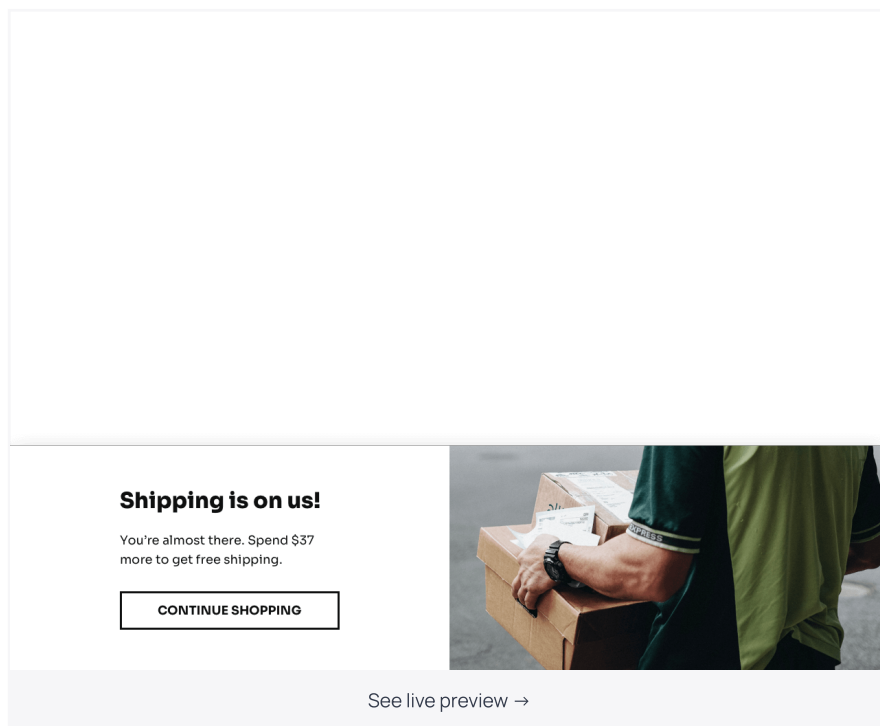 Shipping is on us!
You're almost there. Spend $37
more to get free shipping.
CONTINUE SHOPPING
XPRESS
See live preview →